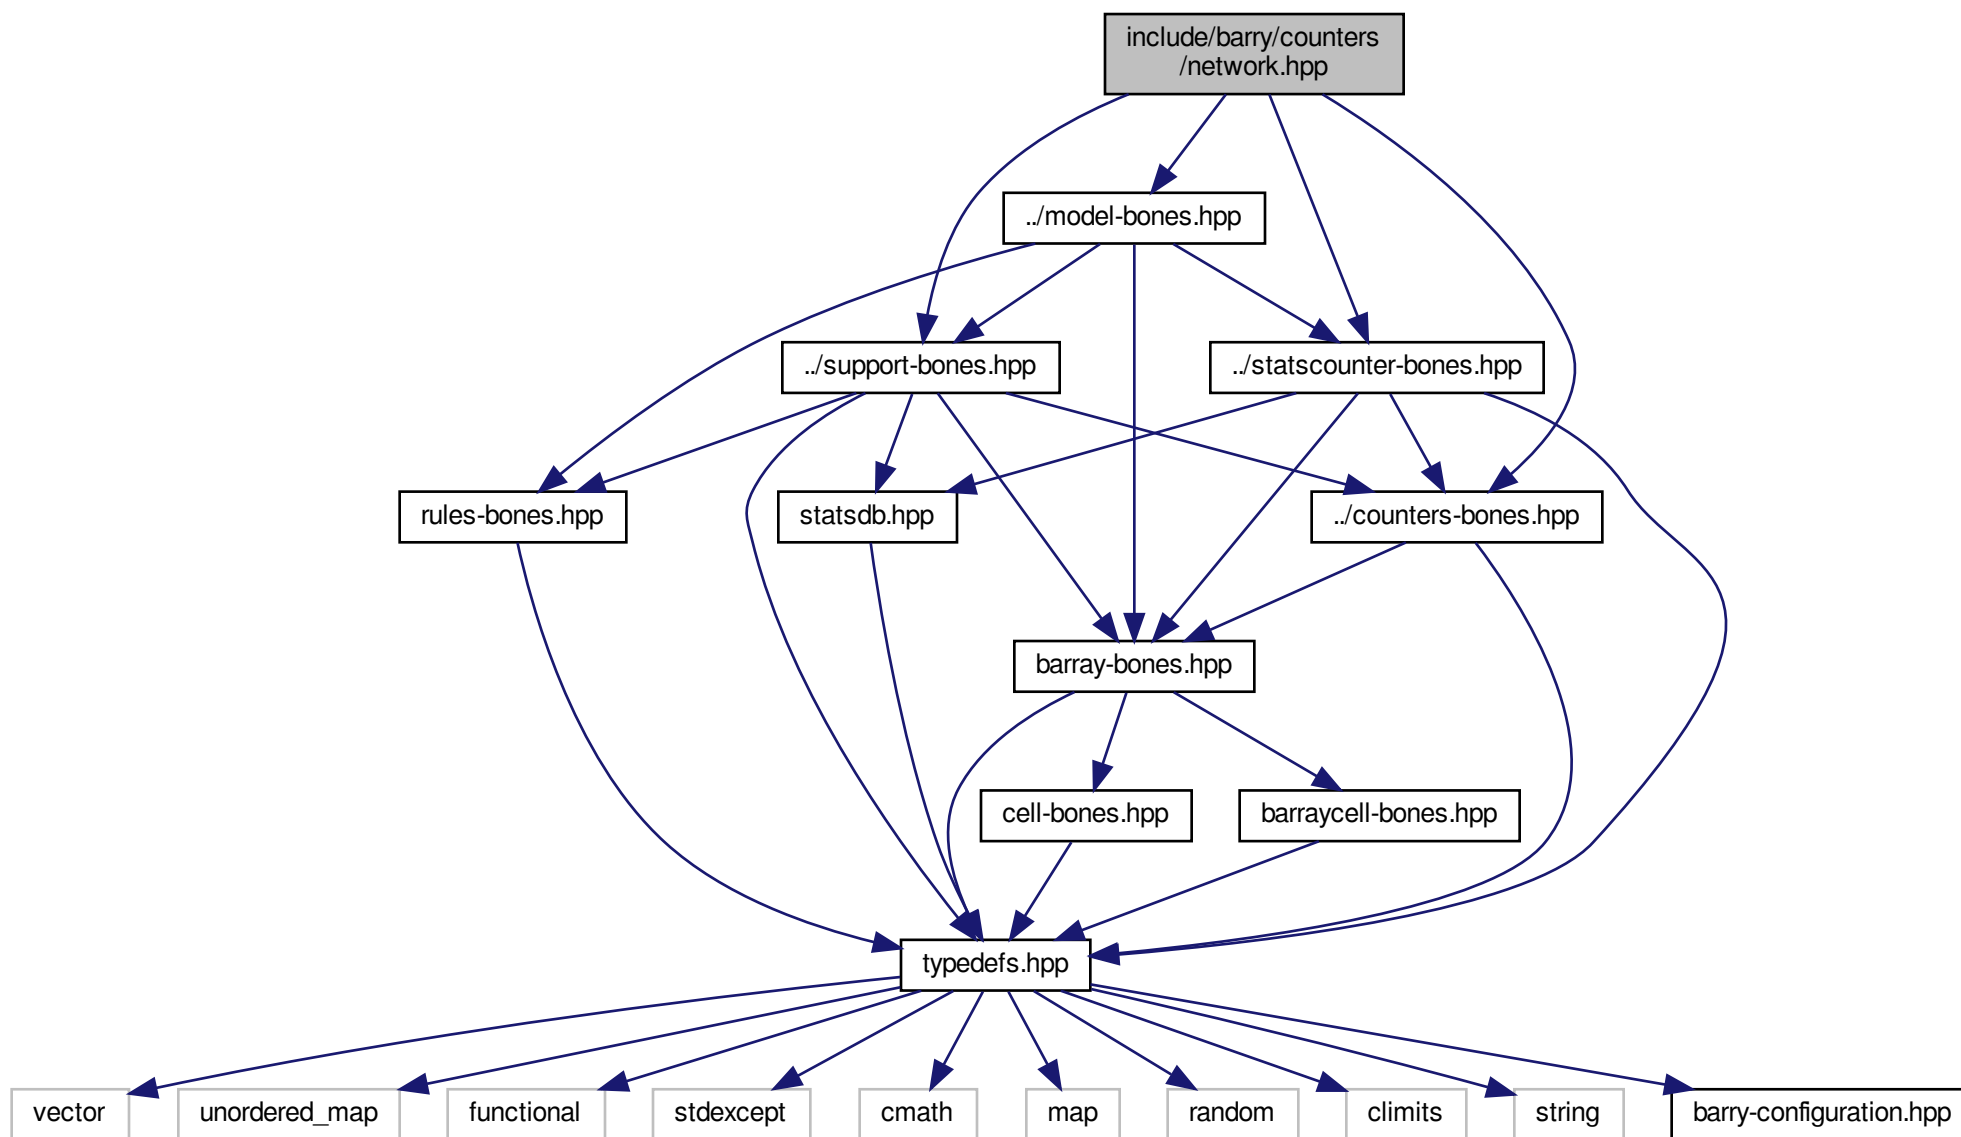 include/barry/counters
/network.hpp
../model-bones.hpp
../support-bones.hpp
../statscounter-bones.hpp
rules-bones.hpp
statsdb.hpp
../counters-bones.hpp
barray-bones.hpp
cell-bones.hpp
barraycell-bones.hpp
typedefs.hpp
vector
unordered_map
functional
stdexcept
cmath
map
random
climits
string
barry-configuration.hpp